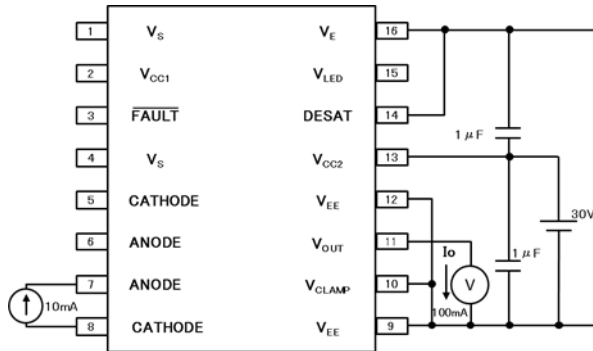 1 V_S V_E 16
2 V_CC1 V_LED 15
3 FAULT DESAT 14
4 V_S V_CC2 13
5 CATHODE V_EE 12
6 ANODE V_OUT 11
7 ANODE V_CLAMP 10
8 CATHODE V_EE 9
10mA
1μF
1μF
30V
Io
V
100mA